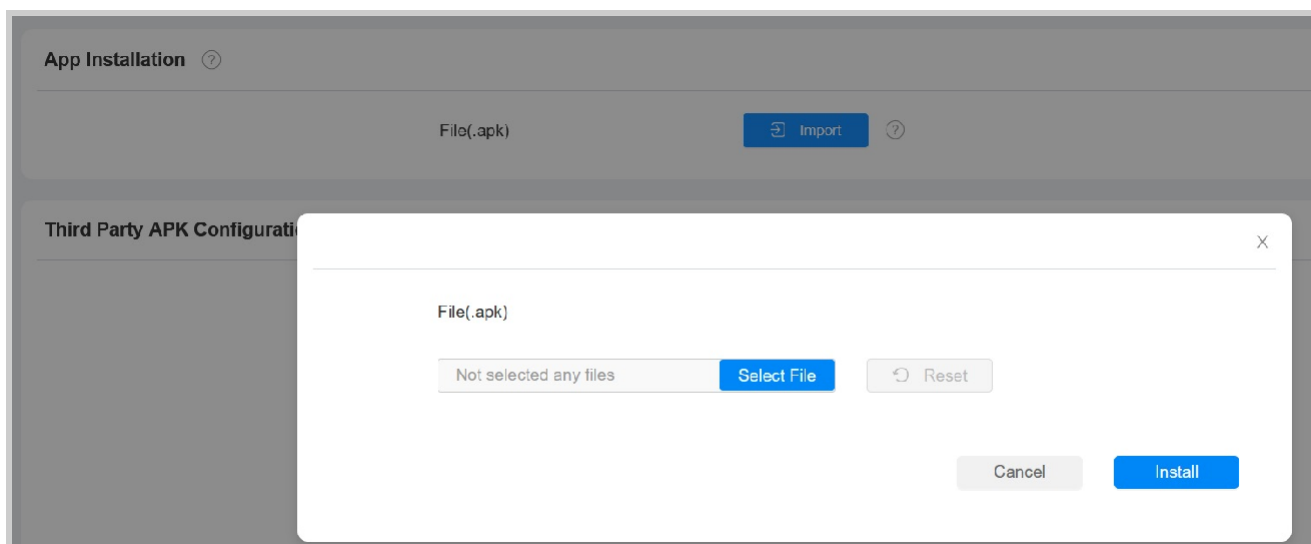 App Installation ?
File(.apk) Import ?
Third Party APK Configurati
X
File(.apk)
Not selected any files Select File Reset
Cancel Install